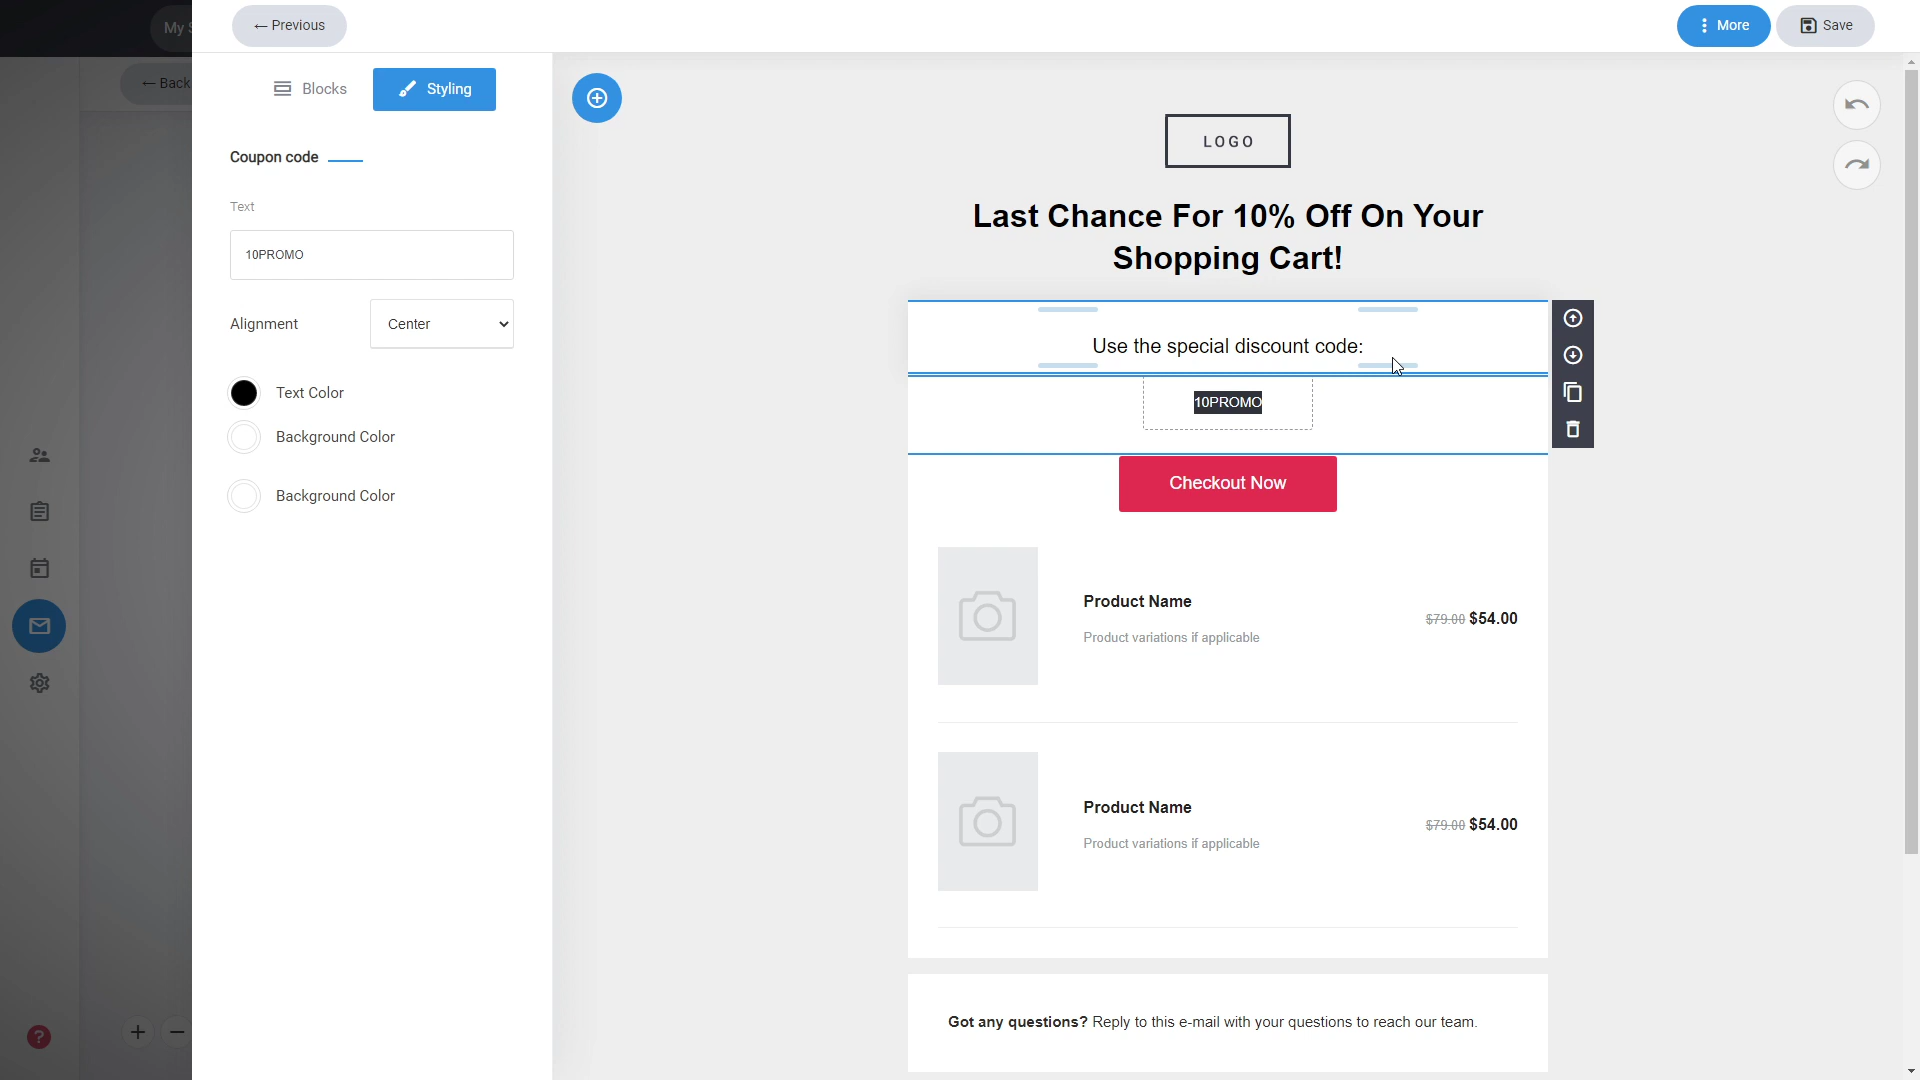 My S
← Previous
More
Save
← Back
Blocks
Styling
Coupon code
Text
10PROMO
Alignment
Center
Text Color
Background Color
Background Color
LOGO
Last Chance For 10% Off On Your
Shopping Cart!
Use the special discount code:
10PROMO
Checkout Now
Product Name
Product variations if applicable
$79.00 $54.00
Product Name
Product variations if applicable
$79.00 $54.00
Got any questions? Reply to this e-mail with your questions to reach our team.
?